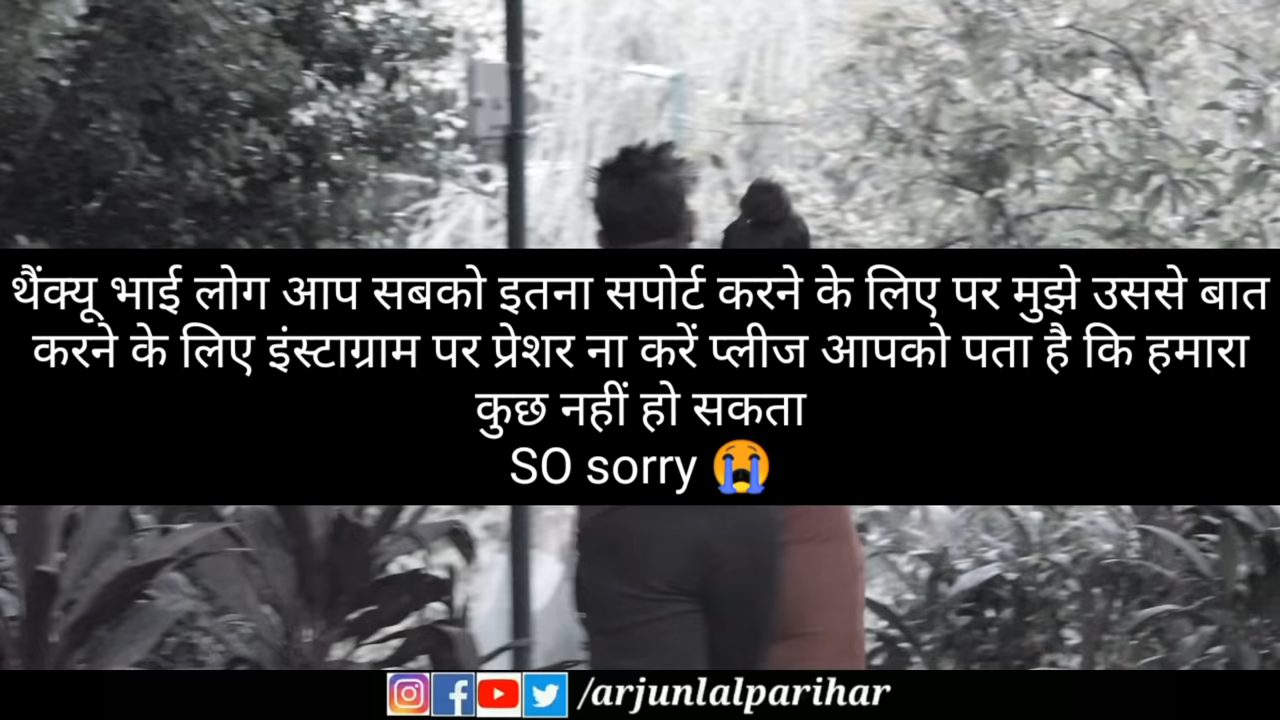 थैंक्यू भाई लोग आप सबको इतना सपोर्ट करने के लिए पर मुझे उससे बात
करने के लिए इंस्टाग्राम पर प्रेशर ना करें प्लीज आपको पता है कि हमारा
कुछ नहीं हो सकता
SO sorry 😭
/arjunlalparihar